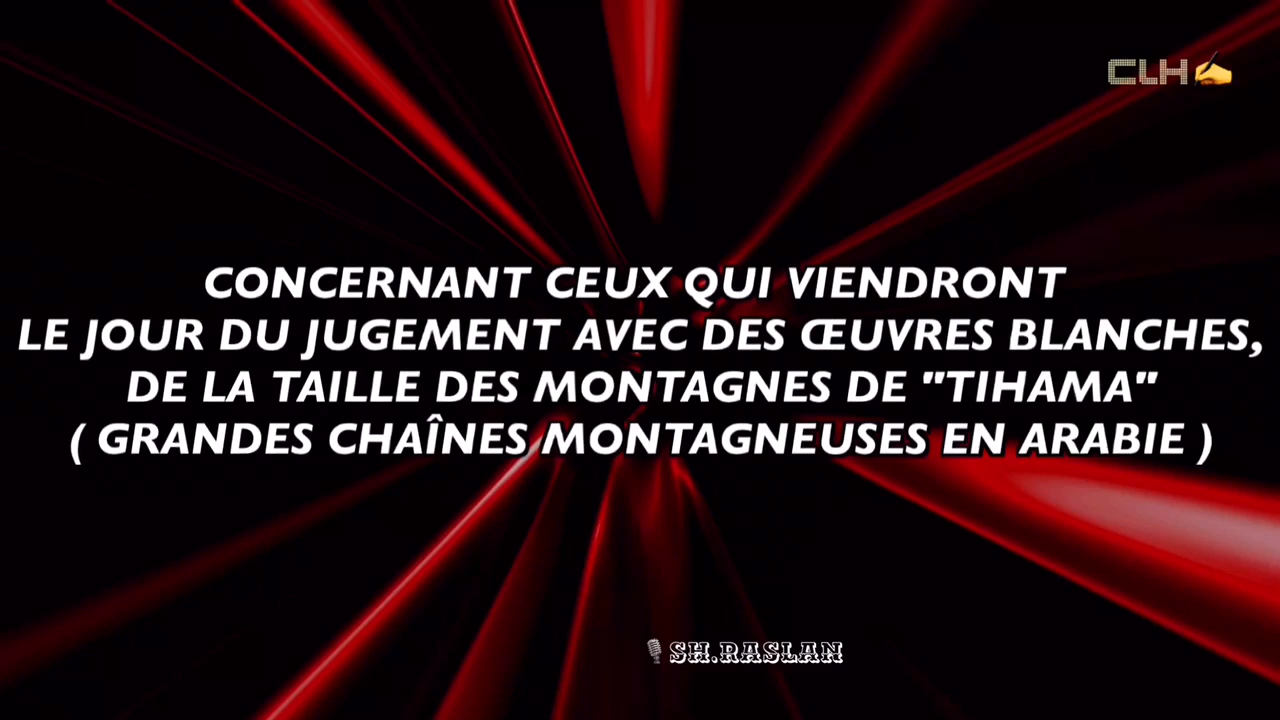 CLH✍️
CONCERNANT CEUX QUI VIENDRONT
LE JOUR DU JUGEMENT AVEC DES ŒUVRES BLANCHES,
DE LA TAILLE DES MONTAGNES DE "TIHAMA"
( GRANDES CHAÎNES MONTAGNEUSES EN ARABIE )
🎙️SH.RASLAN